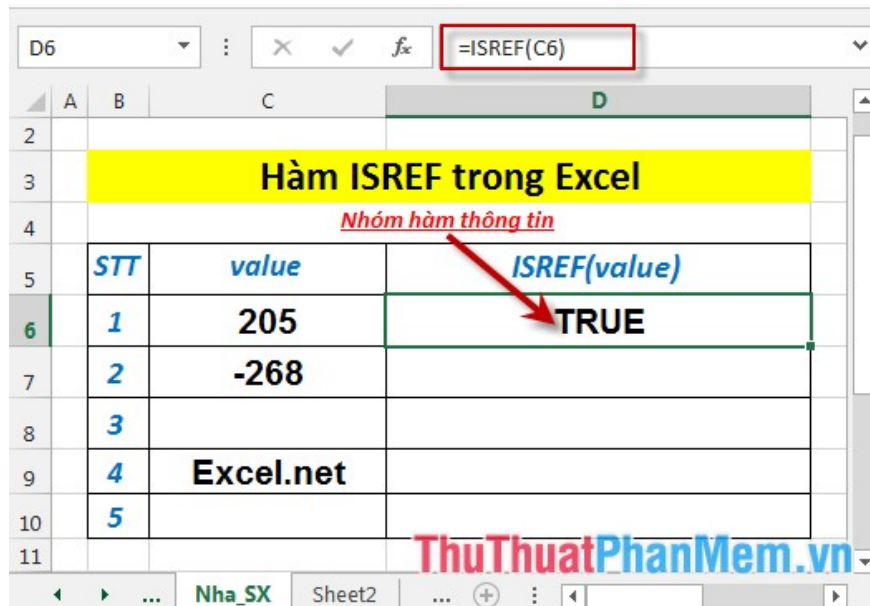 D6 fx =ISREF(C6)
A B C D
2
3 Hàm ISREF trong Excel
4 Nhóm hàm thông tin
5 STT value ISREF(value)
6 1 205 TRUE
7 2 -268
8 3
9 4 Excel.net
10 5
11
ThuThuatPhanMem.vn
... Nha_SX Sheet2 ...